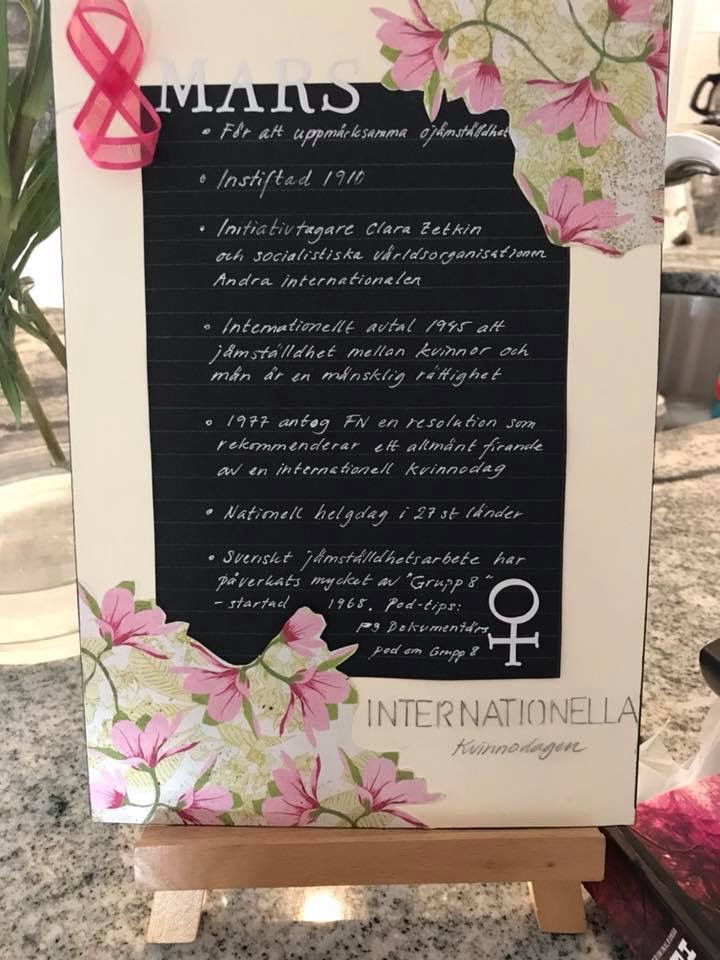 8 MARS
• För att uppmärksamma ojämställdhet
• Instiftad 1910
• Initiativtagare Clara Zetkin
och socialistiska världsorganisationen
Andra internationalen
• Internationellt avtal 1945 att
jämställdhet mellan kvinnor och
män är en mänsklig rättighet
• 1977 antog FN en resolution som
rekommenderar ett allmänt firande
av en internationell kvinnodag
• Nationell helgdag i 27 st länder
• Svenskt jämställdhetsarbete har
påverkats mycket av "Grupp 8"
- startad 1968. Pod-tips:
P3 Dokumentärs
pod om Grupp 8
INTERNATIONELLA
Kvinnodagen